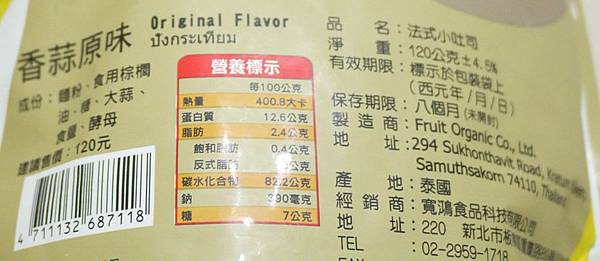 香蒜原味
Original Flavor
ปังกระเทียม
成份：麵粉、食用棕櫚
油、糖、大蒜、
食鹽、酵母
建議售價：120元
4 711132 687118
營養標示
每100公克
熱量 400.8大卡
蛋白質 12.6公克
脂肪 2.4公克
飽和脂肪 0.4公克
反式脂肪 公克
碳水化合物 82.2公克
鈉 390毫克
糖 7公克
品名：法式小吐司
淨重：120公克±4.5%
有效期限：標示於包裝袋上
（西元年/月/日）
保存期限：八個月（未開封）
製造商：Fruit Organic Co., Ltd.
地址：294 Sukhonthavit Road, Kratum
Samuthsakorn 74110, Thailand
產地：泰國
經銷商：寬鴻食品科技有限公司
地址：220 新北市板
TEL：02-2959-1718